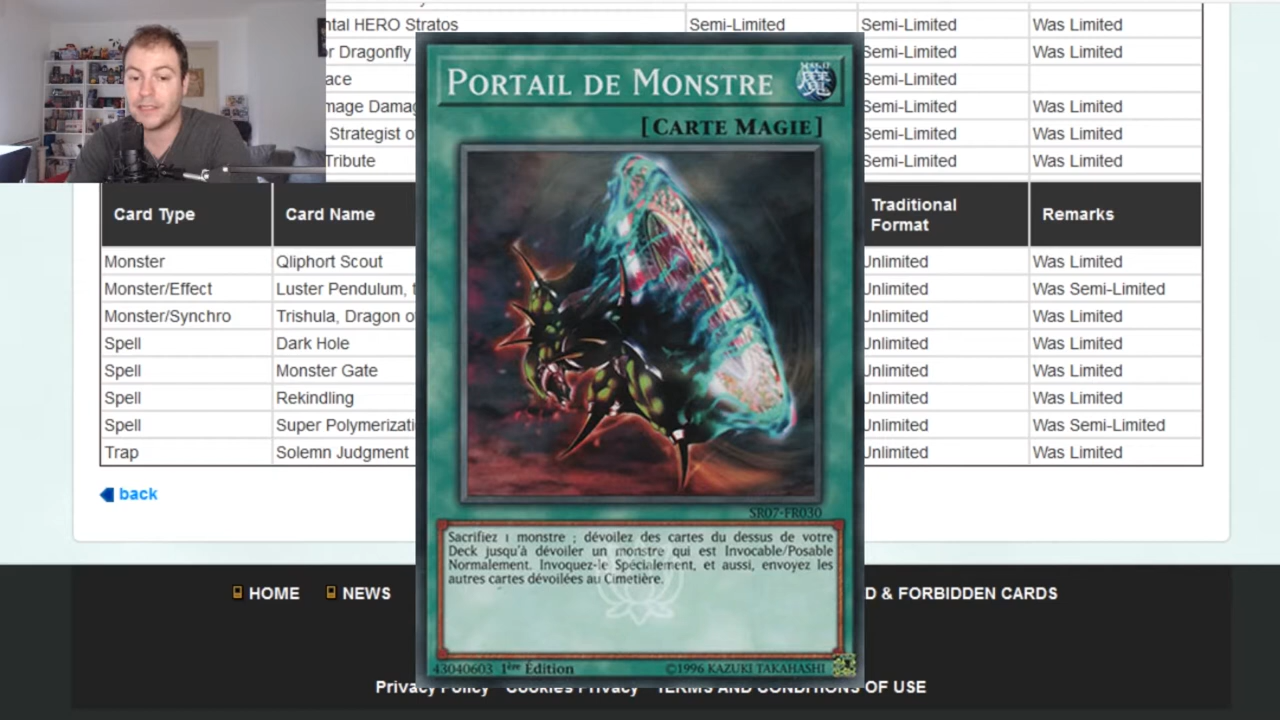 ntal HERO Stratos Semi-Limited Semi-Limited Was Limited
or Dragonfly Semi-Limited Was Limited
ace Semi-Limited
mage Damag Semi-Limited Was Limited
Strategist o Semi-Limited Was Limited
Tribute Semi-Limited Was Limited
Card Type Card Name Traditional Format Remarks
Monster Qliphort Scout Unlimited Was Limited
Monster/Effect Luster Pendulum, t Unlimited Was Semi-Limited
Monster/Synchro Trishula, Dragon o Unlimited Was Limited
Spell Dark Hole Unlimited Was Limited
Spell Monster Gate Unlimited Was Limited
Spell Rekindling Unlimited Was Limited
Spell Super Polymerizati Unlimited Was Semi-Limited
Trap Solemn Judgment Unlimited Was Limited
back
HOME NEWS D & FORBIDDEN CARDS
Privacy Policy Cookies Privacy TERMS AND CONDITIONS OF USE
PORTAIL DE MONSTRE
魔
[CARTE MAGIE]
SR07-FR030
Sacrifiez 1 monstre ; dévoilez des cartes du dessus de votre
Deck jusqu'à dévoiler un monstre qui est Invocable/Posable
Normalement. Invoquez-le Spécialement, et aussi, envoyez les
autres cartes dévoilées au Cimetière.
43040603 1ère Édition ©1996 KAZUKI TAKAHASHI